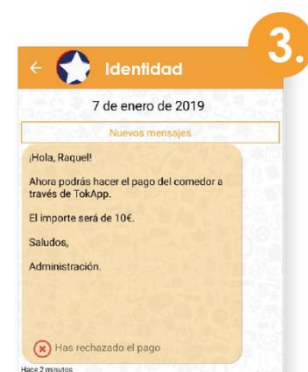 3.
Identidad
7 de enero de 2019
Nuevos mensajes
¡Hola, Raquel!
Ahora podrás hacer el pago del comedor a
través de TokApp.
El importe será de 10€.
Saludos,
Administración.
Has rechazado el pago
Hace 2 minutos